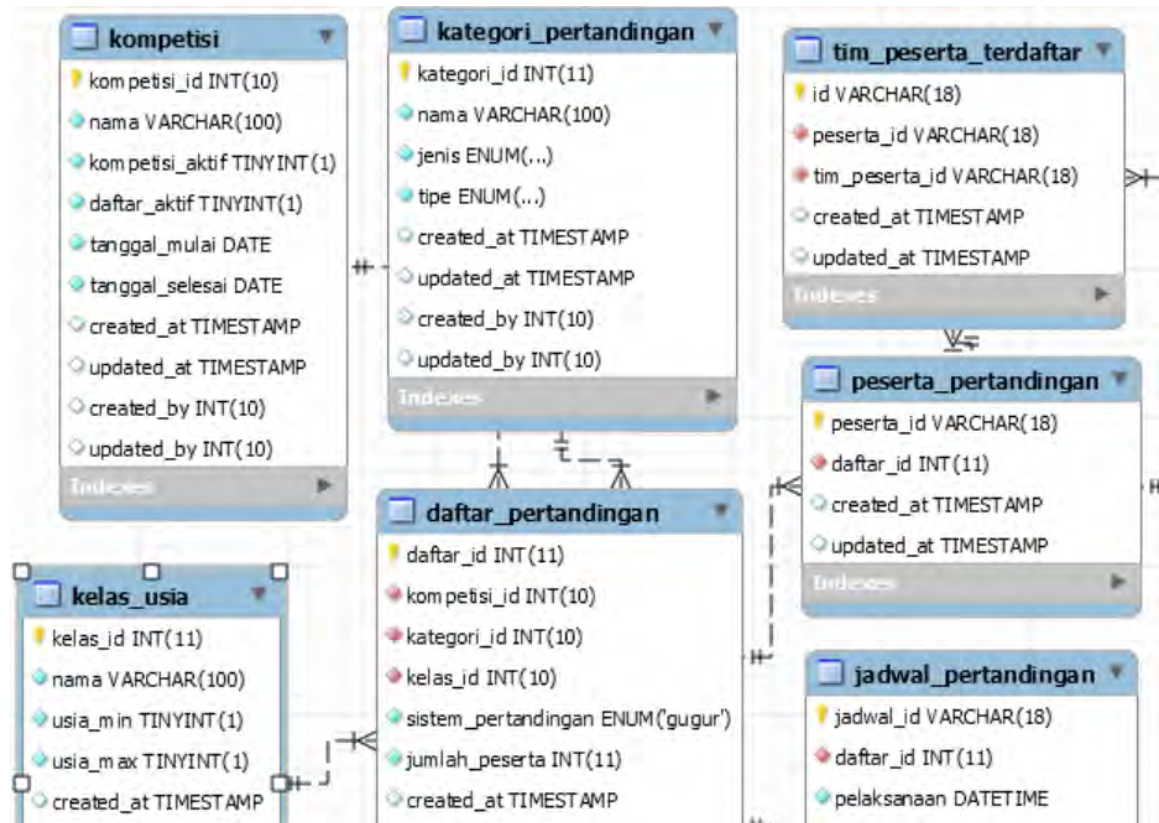 kompetisi
kompetisi_id INT(10)
nama VARCHAR(100)
kompetisi_aktif TINYINT(1)
daftar_aktif TINYINT(1)
tanggal_mulai DATE
tanggal_selesai DATE
created_at TIMESTAMP
updated_at TIMESTAMP
created_by INT(10)
updated_by INT(10)
Indexes
kategori_pertandingan
kategori_id INT(11)
nama VARCHAR(100)
jenis ENUM(...)
tipe ENUM(...)
created_at TIMESTAMP
updated_at TIMESTAMP
created_by INT(10)
updated_by INT(10)
Indexes
tim_peserta_terdaftar
id VARCHAR(18)
peserta_id VARCHAR(18)
tim_peserta_id VARCHAR(18)
created_at TIMESTAMP
updated_at TIMESTAMP
Indexes
peserta_pertandingan
peserta_id VARCHAR(18)
daftar_id INT(11)
created_at TIMESTAMP
updated_at TIMESTAMP
Indexes
kelas_usia
kelas_id INT(11)
nama VARCHAR(100)
usia_min TINYINT(1)
usia_max TINYINT(1)
created_at TIMESTAMP
daftar_pertandingan
daftar_id INT(11)
kompetisi_id INT(10)
kategori_id INT(10)
kelas_id INT(10)
sistem_pertandingan ENUM('gugur')
jumlah_peserta INT(11)
created_at TIMESTAMP
jadwal_pertandingan
jadwal_id VARCHAR(18)
daftar_id INT(11)
pelaksanaan DATETIME